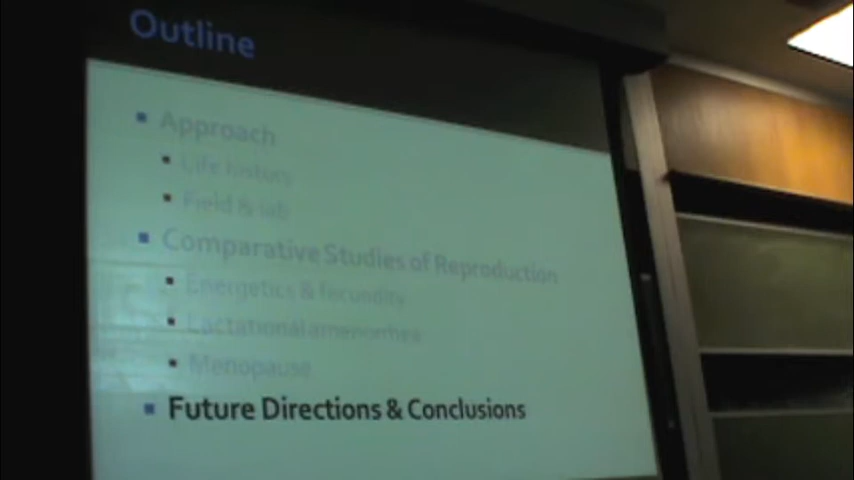 Outline
Approach
Life history
Field & lab
Comparative Studies of Reproduction
Energetics & fecundity
Lactational amenorrhea
Menopause
Future Directions & Conclusions